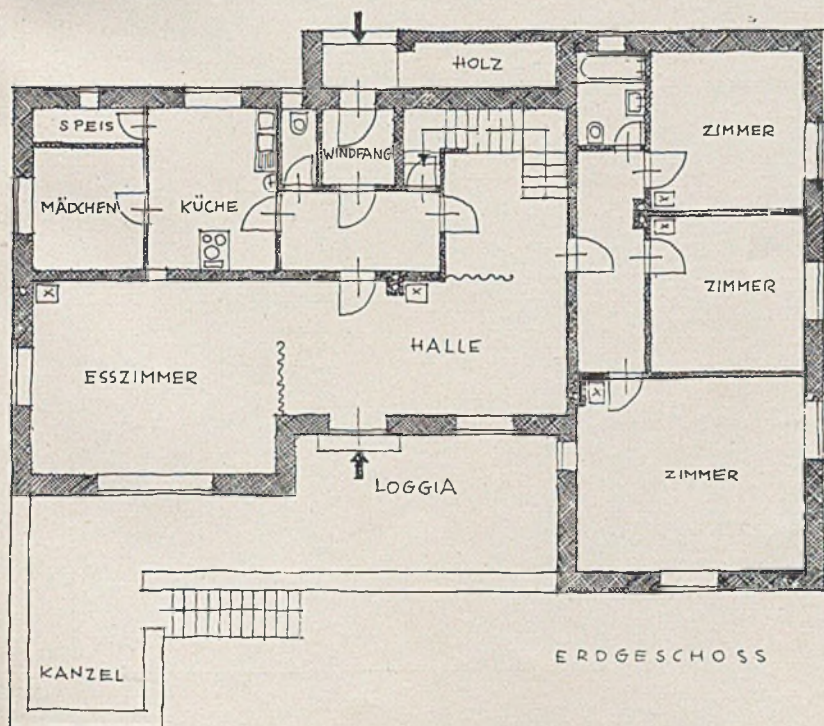 HOLZ
SPEIS
WINDFANG
ZIMMER
MÄDCHEN
KÜCHE
ZIMMER
HALLE
ESSZIMMER
ZIMMER
LOGGIA
ERDGESCHOSS
KANZEL